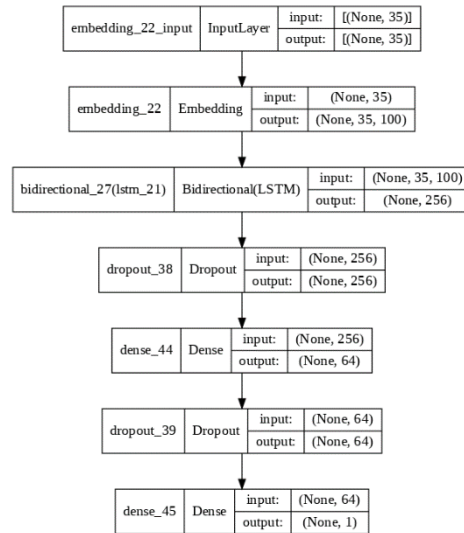 embedding_22_input InputLayer input: [(None, 35)]
output: [(None, 35)]
embedding_22 Embedding input: (None, 35)
output: (None, 35, 100)
bidirectional_27(lstm_21) Bidirectional(LSTM) input: (None, 35, 100)
output: (None, 256)
dropout_38 Dropout input: (None, 256)
output: (None, 256)
dense_44 Dense input: (None, 256)
output: (None, 64)
dropout_39 Dropout input: (None, 64)
output: (None, 64)
dense_45 Dense input: (None, 64)
output: (None, 1)